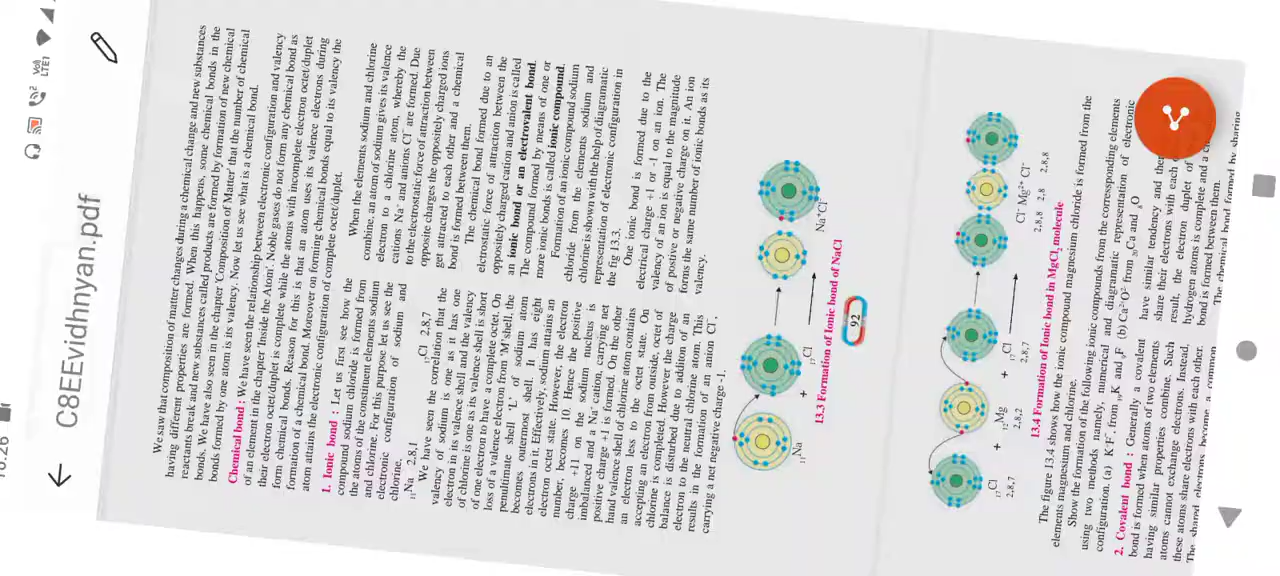 16:26
Vo))
LTE1
C8EEvidhnyan.pdf
We saw that composition of matter changes during a chemical change and new substances
having different properties are formed. When this happens, some chemical bonds in the
reactants break and new substances called products are formed by formation of new chemical
bonds. We have also seen in the chapter 'Composition of Matter' that the number of chemical
bonds formed by one atom is its valency. Now let us see what is a chemical bond.
Chemical bond : We have seen the relationship between electronic configuration and valency
of an element in the chapter 'Inside the Atom'. Noble gases do not form any chemical bond as
their electron octet/duplet is complete while the atoms with incomplete electron octet/duplet
form chemical bonds. Reason for this is that an atom uses its valence electrons during
formation of a chemical bond. Moreover on forming chemical bonds equal to its valency the
atom attains the electronic configuration of complete octet/duplet.
1. Ionic bond : Let us first see how the
compound sodium chloride is formed from
the atoms of the constituent elements sodium
and chlorine. For this purpose let us see the
electronic configuration of sodium and
chlorine.
₁₁Na 2,8,1 ₁₇Cl 2,8,7
We have seen the correlation that the
valency of sodium is one as it has one
electron in its valence shell and the valency
of chlorine is one as its valence shell is short
of one electron to have a complete octet. On
loss of a valence electron from 'M' shell, the
penultimate shell 'L' of sodium atom
becomes outermost shell. It has eight
electrons in it. Effectively, sodium attains an
electron octet state. However, the electron
number, becomes 10. Hence the positive
charge +11 on the sodium nucleus is
imbalanced and a Na⁺ cation, carrying net
positive charge +1 is formed. On the other
hand valence shell of chlorine atom contains
an electron less to the octet state. On
accepting an electron from outside, octet of
chlorine is completed. However the charge
balance is disturbed due to addition of an
electron to the neutral chlorine atom. This
results in the formation of an anion Cl⁻,
carrying a net negative charge -1.
When the elements sodium and chlorine
combine, an atom of sodium gives its valence
electron to a chlorine atom, whereby the
cations Na⁺ and anions Cl⁻ are formed. Due
to the electrostatic force of attraction between
opposite charges the oppositely charged ions
get attracted to each other and a chemical
bond is formed between them.
The chemical bond formed due to an
electrostatic force of attraction between the
oppositely charged cation and anion is called
an ionic bond or an electrovalent bond.
The compound formed by means of one or
more ionic bonds is called ionic compound.
Formation of an ionic compound sodium
chloride from the elements sodium and
chlorine is shown with the help of diagramatic
representation of electronic configuration in
the fig 13.3.
One ionic bond is formed due to the
electrical charge +1 or -1 on an ion. The
valency of an ion is equal to the magnitude
of postive or negative charge on it. An ion
forms the same number of ionic bonds as its
valency.
₁₁Na + ₁₇Cl Na⁺Cl⁻
13.3 Formation of Ionic bond of NaCl
92
₁₇Cl + ₁₂Mg + ₁₇Cl Cl⁻ Mg²⁺ Cl⁻
2,8,7 2,8,2 2,8,7 2,8,8 2,8 2,8,8
13.4 Formation of Ionic bond in MgCl₂ molecule
The figure 13.4 shows how the ionic compound magnesium chloride is formed from the
elements magnesium and chlorine.
Show the formation of the following ionic compounds from the corresponding elements
using two methods namely, numerical and diagramatic representation of electronic
configuration. (a) K⁺F⁻, from ₁₉K and ₉F (b) Ca²⁺O²⁻ from ₂₀Ca and ₈O
2. Covalent bond : Generally a covalent
bond is formed when atoms of two elements
having similar properties combine. Such
atoms cannot exchange electrons. Instead,
these atoms share electrons with each other.
The shared electrons become a common
have similar tendency and
share their electrons with each
result, the electron duplet of
hydrogen atoms is complete and a
bond is formed between them.
The chemical bond formed by sharing